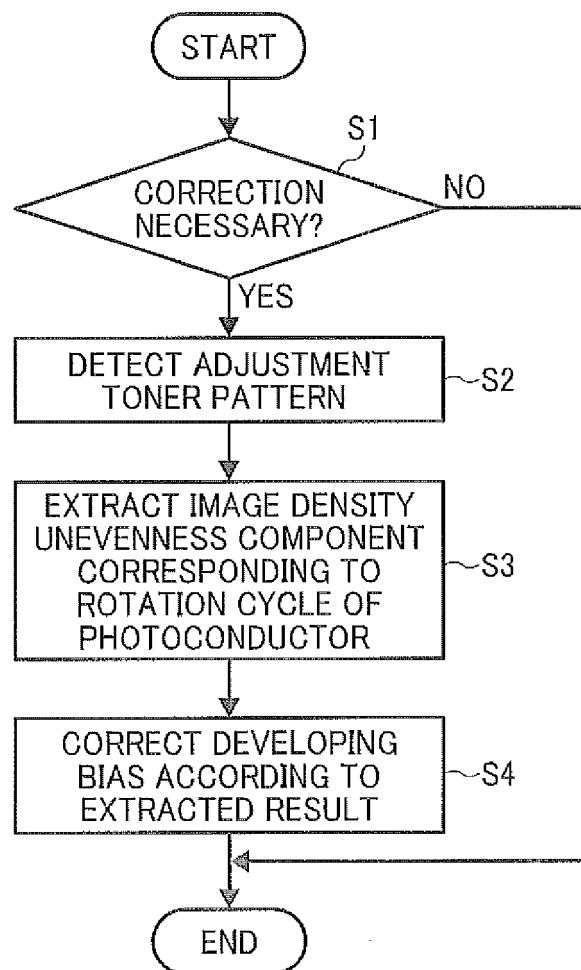 START
S1
CORRECTION
NECESSARY?
NO
YES
DETECT ADJUSTMENT
TONER PATTERN
S2
EXTRACT IMAGE DENSITY
UNEVENNESS COMPONENT
CORRESPONDING TO
ROTATION CYCLE OF
PHOTOCONDUCTOR
S3
CORRECT DEVELOPING
BIAS ACCORDING TO
EXTRACTED RESULT
S4
END